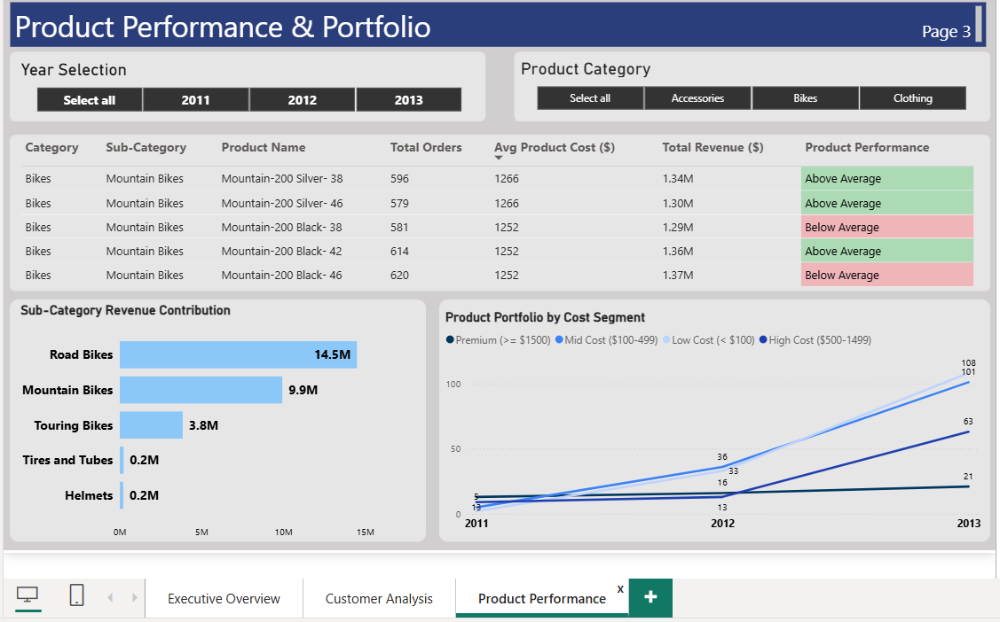 Product Performance & Portfolio
Page 3
Year Selection
Select all 2011 2012 2013
Product Category
Select all Accessories Bikes Clothing
Category Sub-Category Product Name Total Orders Avg Product Cost ($) Total Revenue ($) Product Performance
Bikes Mountain Bikes Mountain-200 Silver- 38 596 1266 1.34M Above Average
Bikes Mountain Bikes Mountain-200 Silver- 46 579 1266 1.30M Above Average
Bikes Mountain Bikes Mountain-200 Black- 38 581 1252 1.29M Below Average
Bikes Mountain Bikes Mountain-200 Black- 42 614 1252 1.36M Above Average
Bikes Mountain Bikes Mountain-200 Black- 46 620 1252 1.37M Below Average
Sub-Category Revenue Contribution
Road Bikes 14.5M
Mountain Bikes 9.9M
Touring Bikes 3.8M
Tires and Tubes 0.2M
Helmets 0.2M
0M 5M 10M 15M
Product Portfolio by Cost Segment
Premium (>= $1500) Mid Cost ($100-499) Low Cost (< $100) High Cost ($500-1499)
108
101
100
63
50
36
33
16
21
5
13
13
0
2011 2012 2013
Executive Overview Customer Analysis Product Performance x +